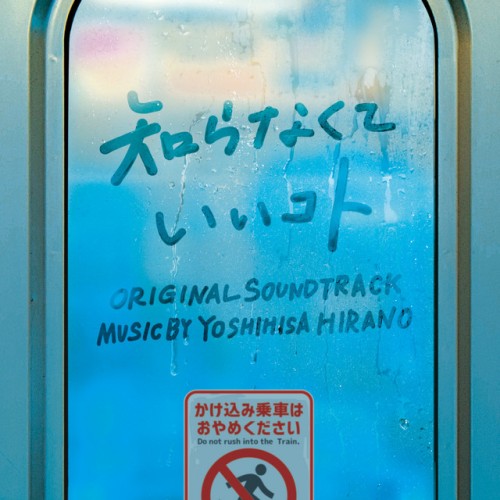 知らなくて
いいコト
ORIGINAL SOUNDTRACK
MUSIC BY YOSHIHISA HIRANO
かけ込み乗車は
おやめください
Do not rush into the Train.